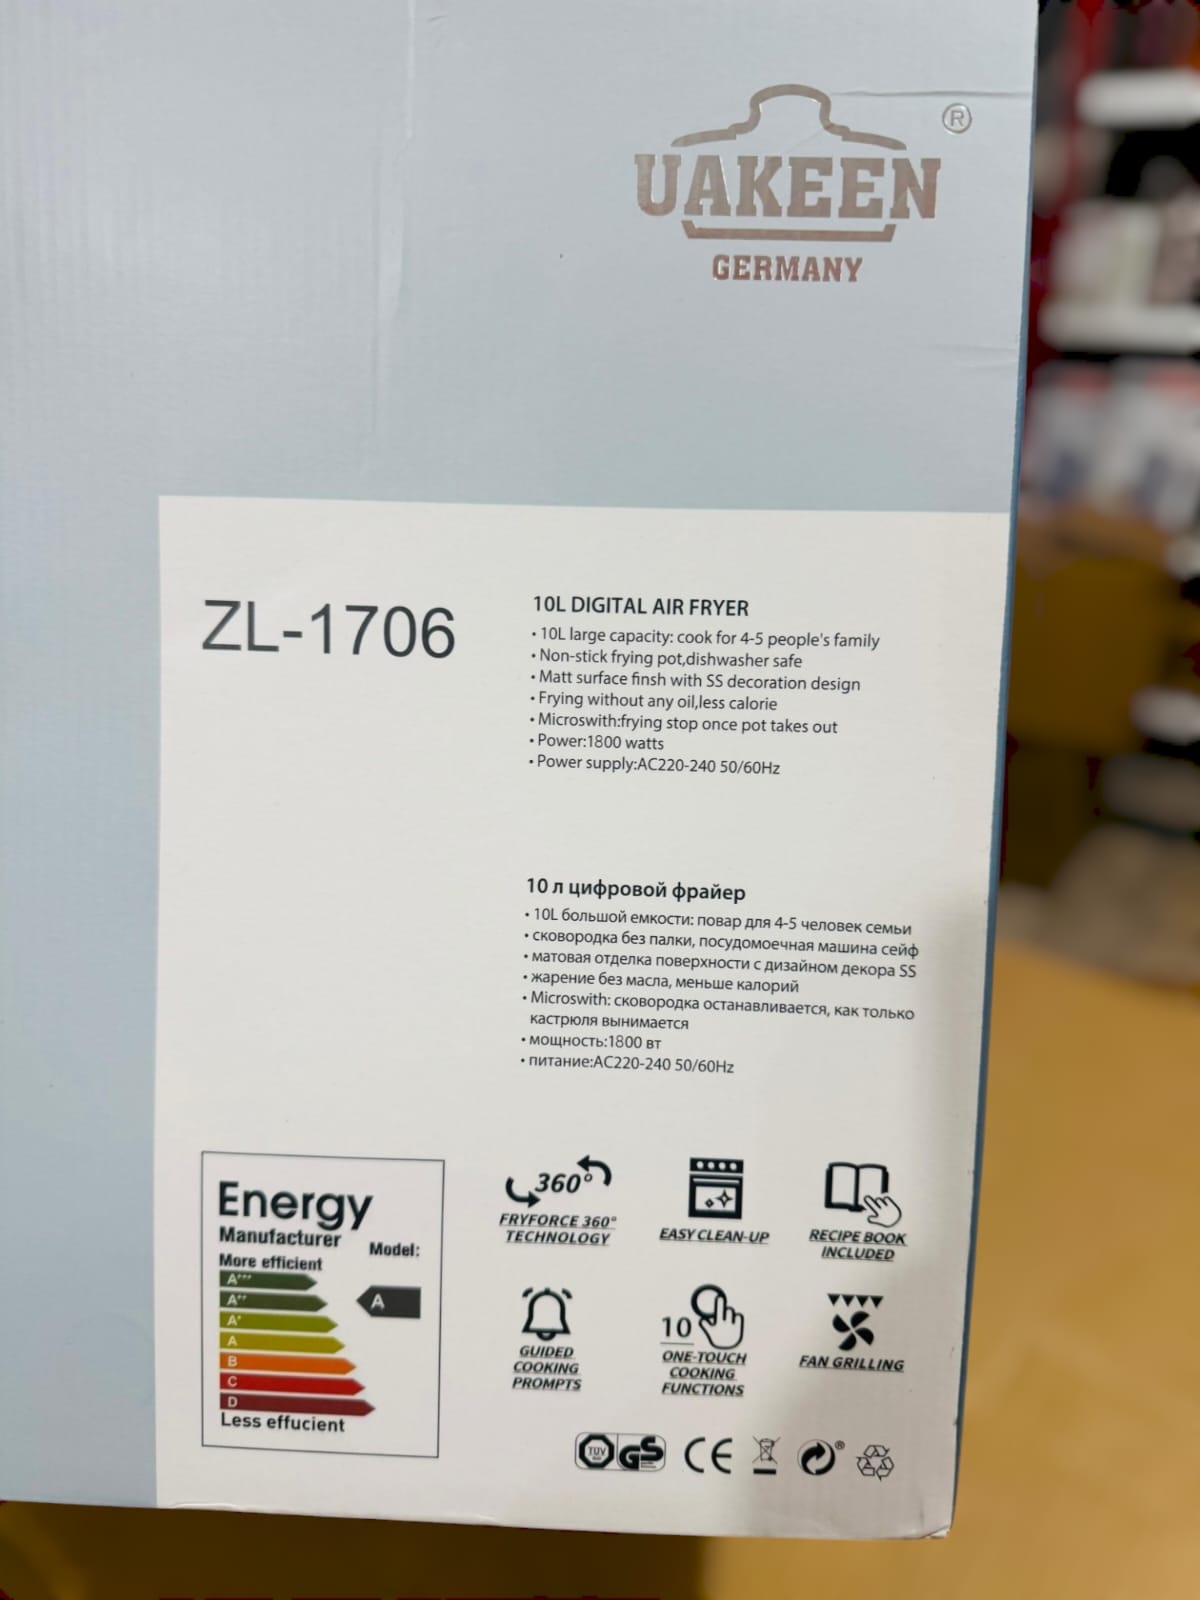 UAKEEN
®
GERMANY
ZL-1706
10L DIGITAL AIR FRYER
• 10L large capacity: cook for 4-5 people's family
• Non-stick frying pot,dishwasher safe
• Matt surface finsh with SS decoration design
• Frying without any oil,less calorie
• Microswith:frying stop once pot takes out
• Power:1800 watts
• Power supply:AC220-240 50/60Hz
10 л цифровой фрайер
• 10L большой емкости: повар для 4-5 человек семьи
• сковородка без палки, посудомоечная машина сейф
• матовая отделка поверхности с дизайном декора SS
• жарение без масла, меньше калорий
• Microswith: сковородка останавливается, как только
кастрюля вынимается
• мощность:1800 вт
• питание:AC220-240 50/60Hz
Energy
Manufacturer
Model:
More efficient
A+++
A++
A+
A
B
C
D
A
Less effucient
360°
FRYFORCE 360°
TECHNOLOGY
EASY CLEAN-UP
RECIPE BOOK
INCLUDED
GUIDED
COOKING
PROMPTS
10
ONE-TOUCH
COOKING
FUNCTIONS
FAN GRILLING
TUV
GS
CE
®